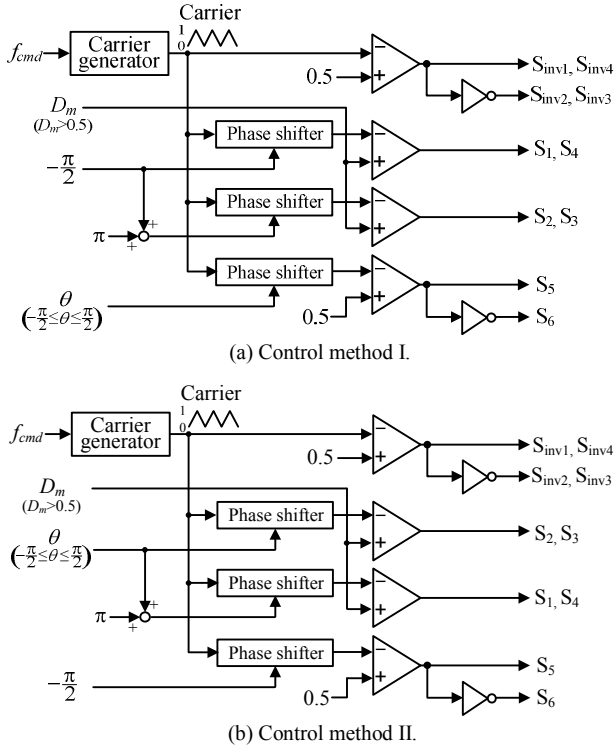 Carrier
1
0
f_cmd
Carrier generator
−
+
0.5
S_inv1, S_inv4
S_inv2, S_inv3
D_m
(D_m>0.5)
Phase shifter
−
+
S_1, S_4
−π/2
Phase shifter
−
+
S_2, S_3
π
+
+
Phase shifter
−
+
S_5
θ
(−π/2≤θ≤π/2)
0.5
S_6
(a) Control method I.
Carrier
1
0
f_cmd
Carrier generator
−
+
0.5
S_inv1, S_inv4
S_inv2, S_inv3
D_m
(D_m>0.5)
Phase shifter
−
+
S_2, S_3
θ
(−π/2≤θ≤π/2)
Phase shifter
−
+
S_1, S_4
π
+
+
Phase shifter
−
+
S_5
−π/2
0.5
S_6
(b) Control method II.